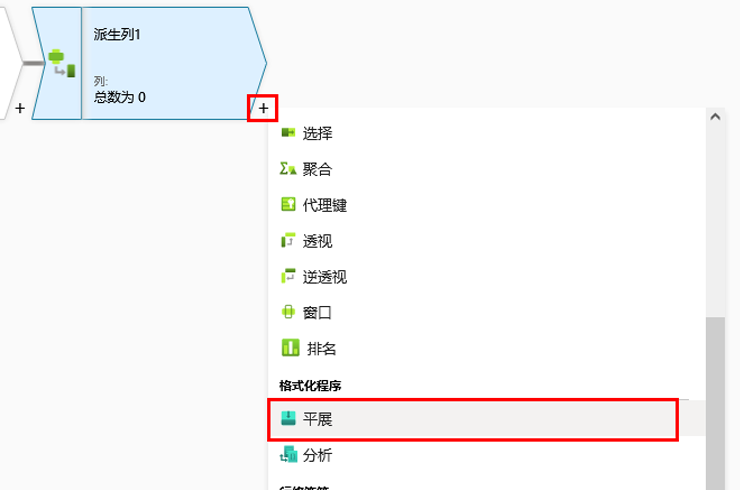 派生列1
列:
总数为 0
+
+
选择
聚合
代理键
透视
逆透视
窗口
排名
格式化程序
平展
分析